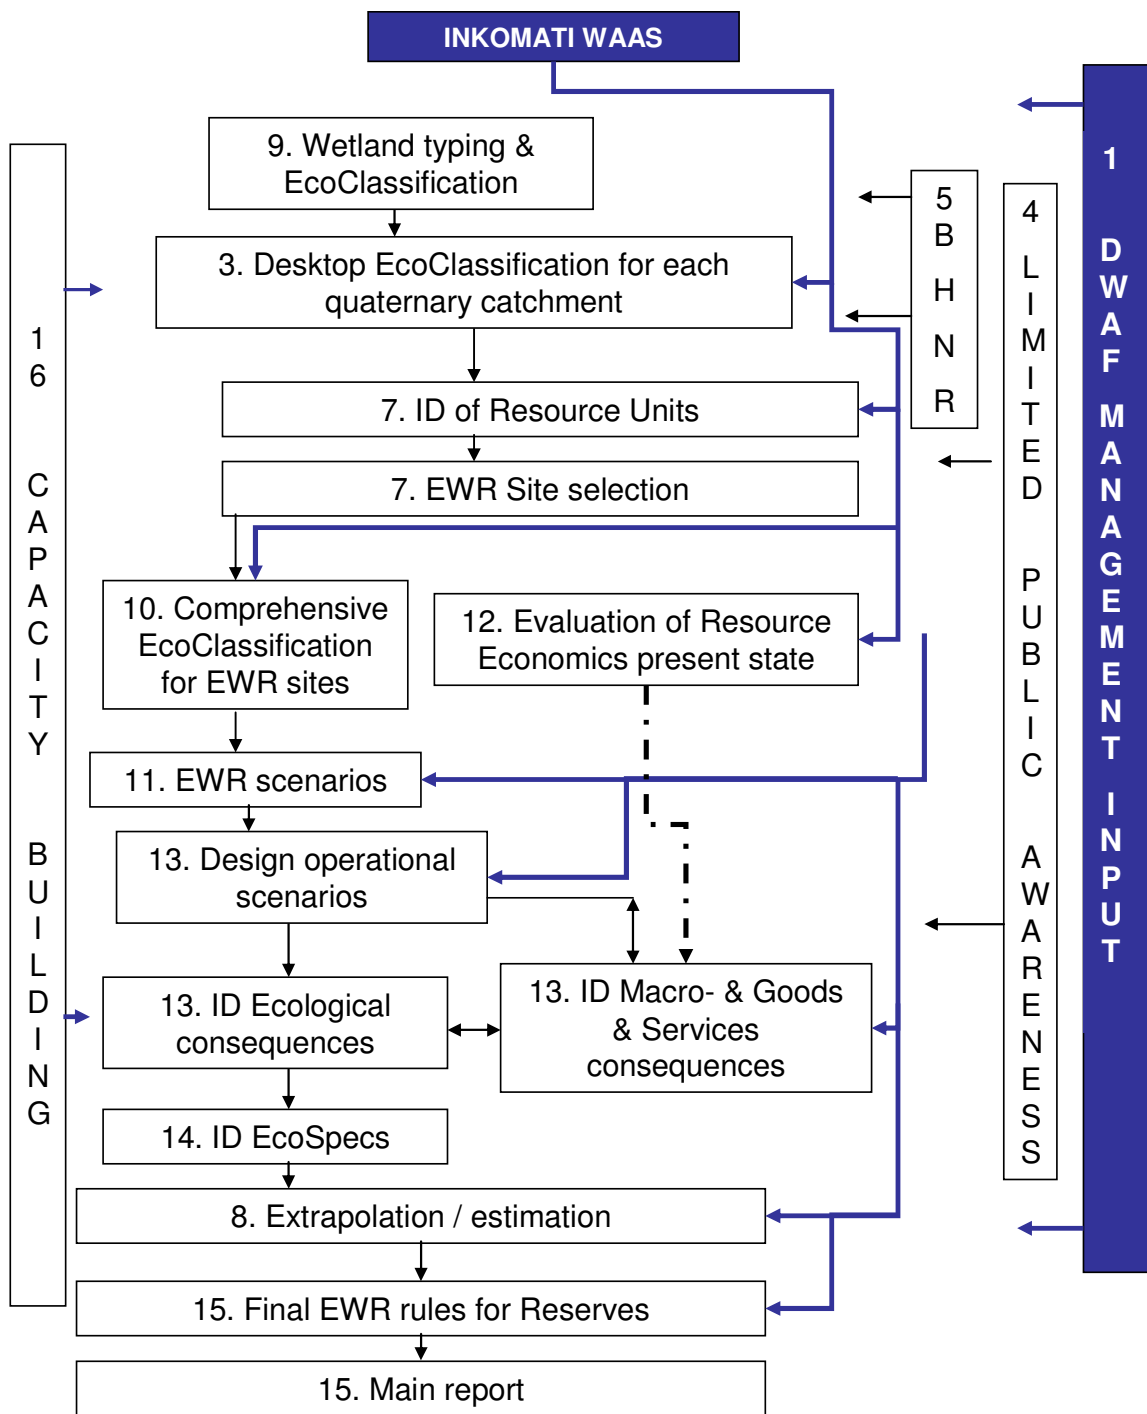 INKOMATI WAAS
9. Wetland typing &
EcoClassification
3. Desktop EcoClassification for each
quaternary catchment
7. ID of Resource Units
7. EWR Site selection
10. Comprehensive
EcoClassification
for EWR sites
12. Evaluation of Resource
Economics present state
11. EWR scenarios
13. Design operational
scenarios
13. ID Ecological
consequences
13. ID Macro- & Goods
& Services
consequences
14. ID EcoSpecs
8. Extrapolation / estimation
15. Final EWR rules for Reserves
15. Main report
16 CAPACITY BUILDING
5 BHNR
4 LIMITED PUBLIC AWARENESS
1 DWAF MANAGEMENT INPUT